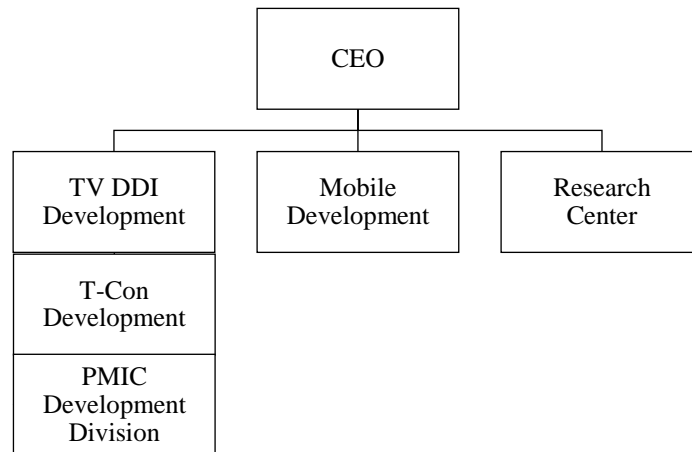 CEO
TV DDI
Development
Mobile
Development
Research
Center
T-Con
Development
PMIC
Development
Division